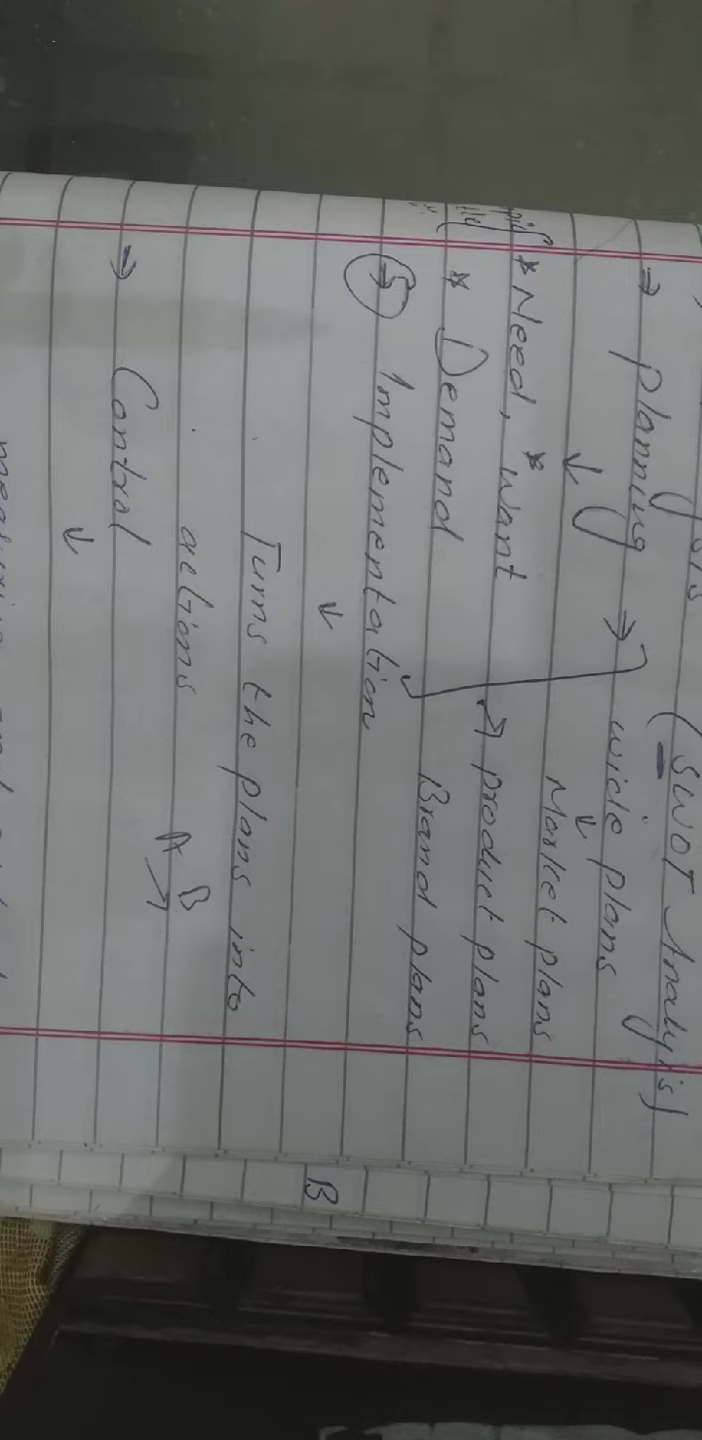 (SWOT Analysis)
→ planning → wide plans
↓ ↓ Market plans
* Need, * want → product plans
* Demand Brand plans
→ Implementation
↓
Turns the plans into
actions A → B
→ Control
↓
B